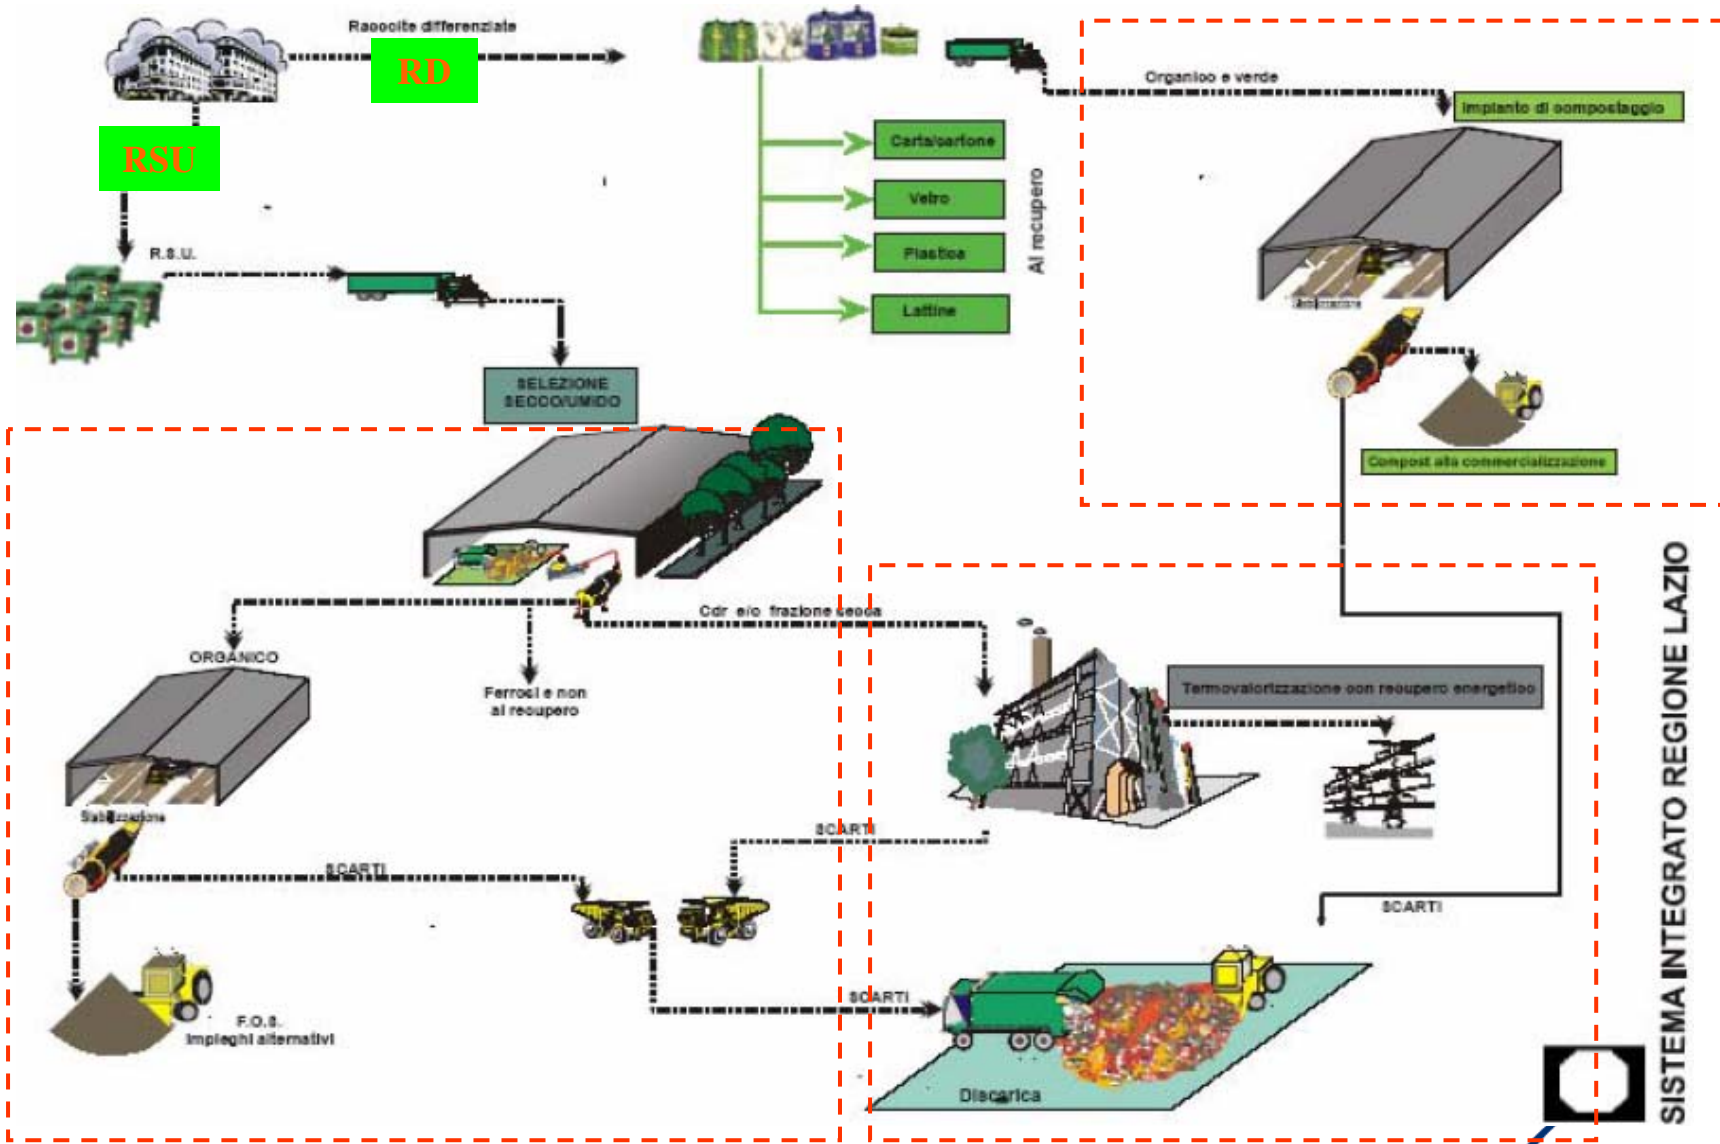 Raccolte differenziate
RD
RSU
R.S.U.
Organico e verde
Impianto di compostaggio
Carta/cartone
Vetro
Plastica
Lattine
Al recupero
Stabilizzazione
Compost alla commercializzazione
SELEZIONE
SECCO/UMIDO
Cdr e/o frazione secca
ORGANICO
Ferrosi e non
al recupero
Termovalorizzazione con recupero energetico
Stabilizzazione
SCARTI
SCARTI
SCARTI
SCARTI
F.O.S.
Impieghi alternativi
Discarica
SISTEMA INTEGRATO REGIONE LAZIO